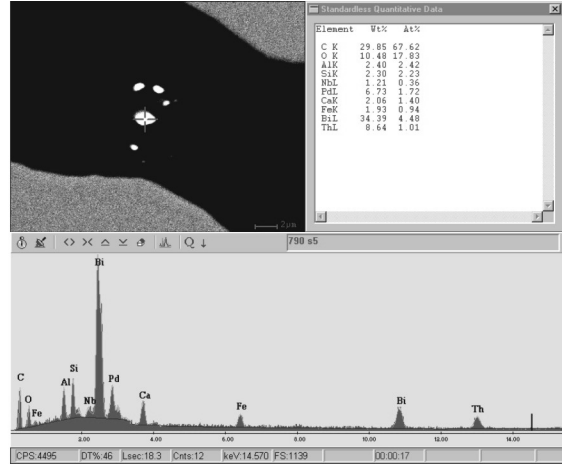 Standardless Quantitative Data
Element Wt% At%
C K 29.85 67.62
O K 10.48 17.83
AlK 2.40 2.42
SiK 2.30 2.23
NbL 1.21 0.36
PdL 6.73 1.72
CaK 2.06 1.40
FeK 1.93 0.94
BiL 34.39 4.48
ThL 8.64 1.01
2µm
790 s5
Bi
C
O
Fe
Al
Si
Nb
Pd
Ca
Fe
Bi
Th
2.00 4.00 6.00 8.00 10.00 12.00 14.00
CPS:4495 DT%:46 Lsec:18.3 Cnts:12 keV:14.570 FS:1139 00:00:17